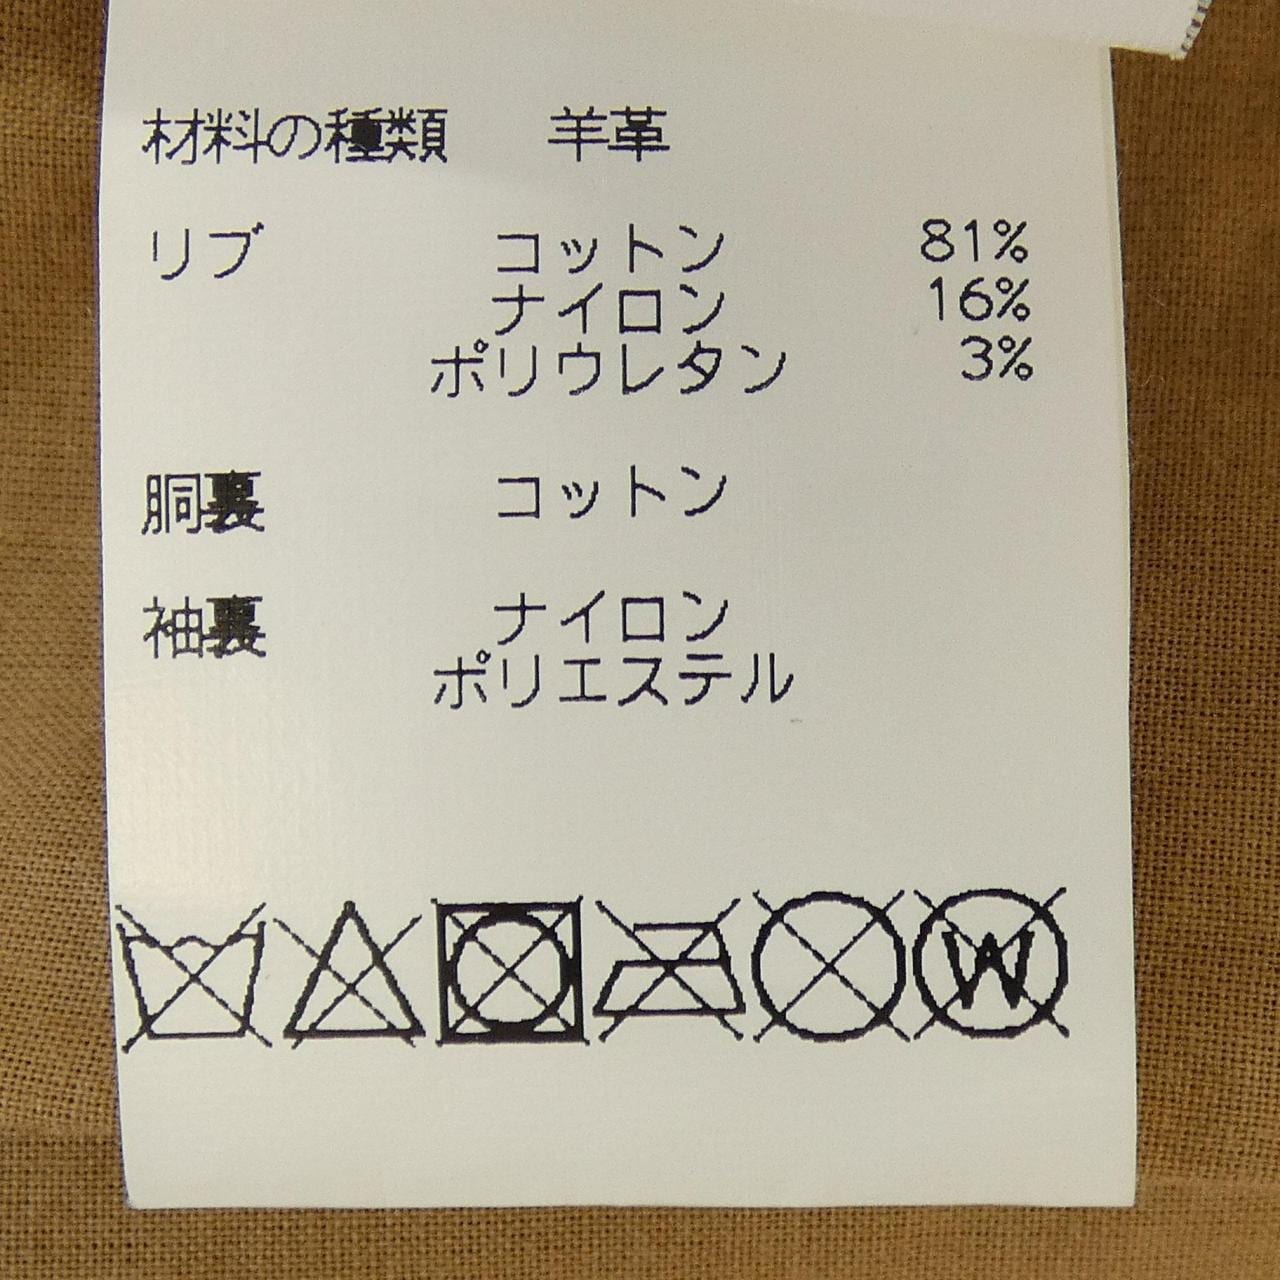 材料の種類 羊革
リブ コットン 81%
ナイロン 16%
ポリウレタン 3%
胴裏 コットン
袖裏 ナイロン
ポリエステル
W